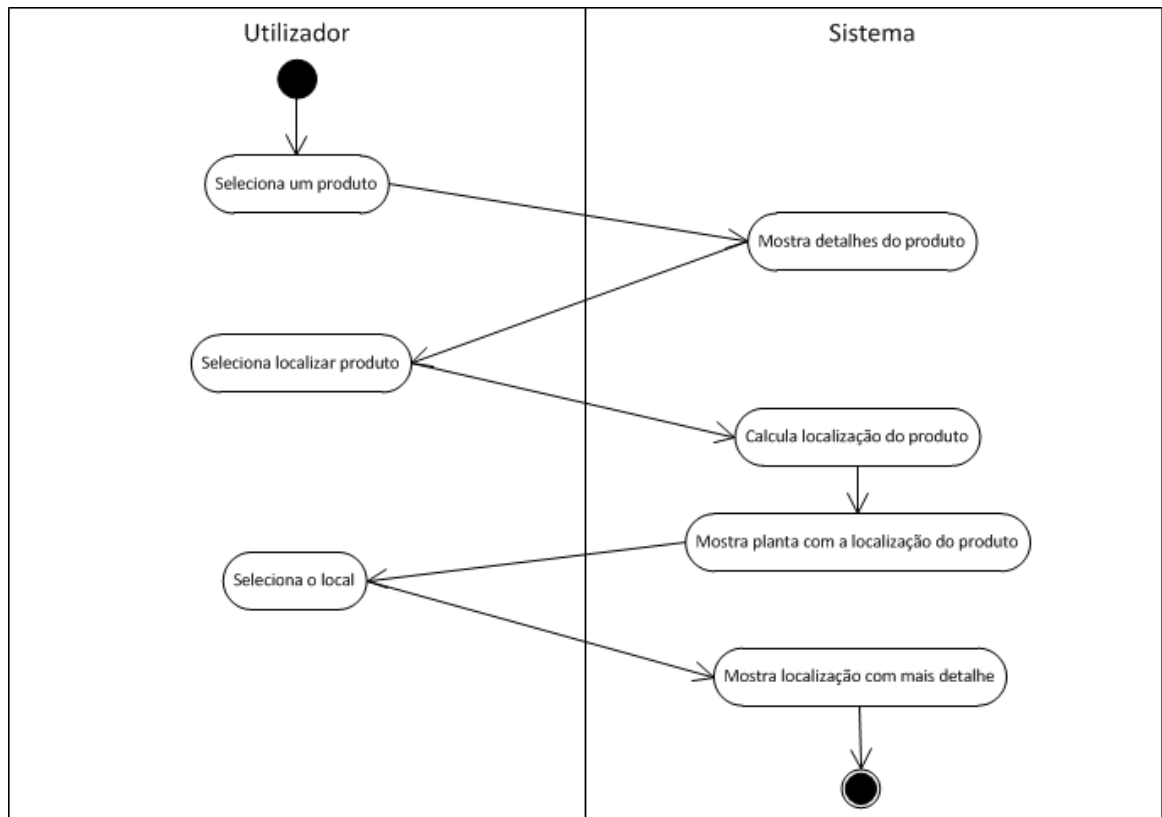 Utilizador
Sistema
Seleciona um produto
Mostra detalhes do produto
Seleciona localizar produto
Calcula localização do produto
Mostra planta com a localização do produto
Seleciona o local
Mostra localização com mais detalhe